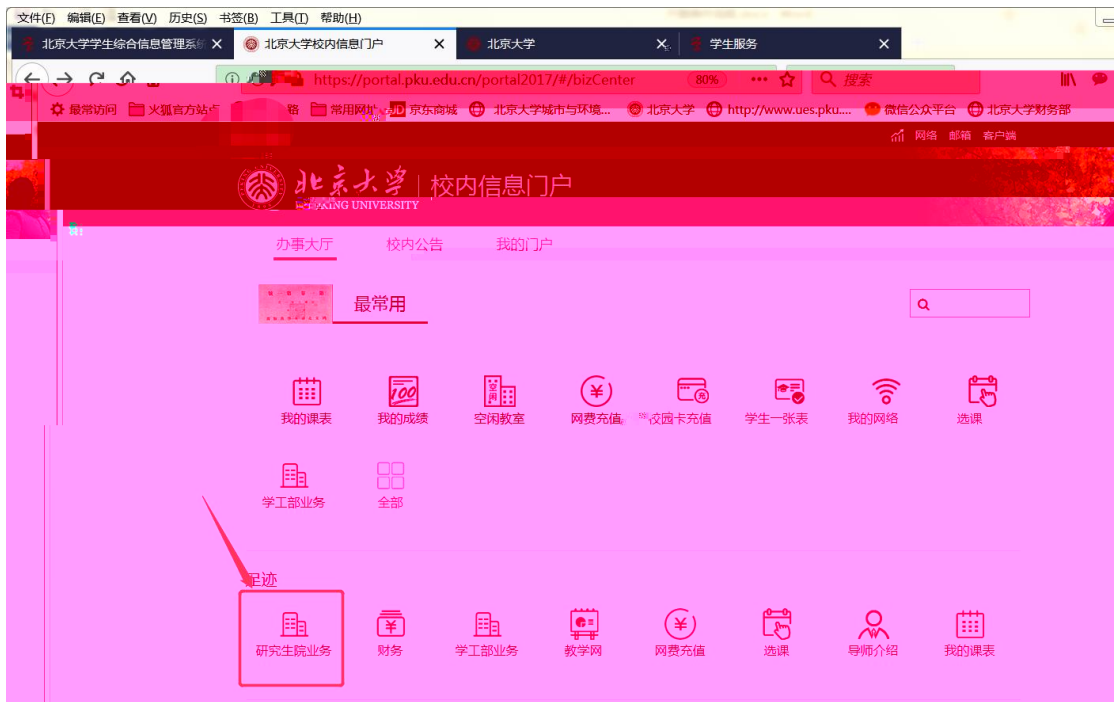 文件(F) 编辑(E) 查看(V) 历史(S) 书签(B) 工具(T) 帮助(H)
北京大学学生综合信息管理系统 北京大学校内信息门户 北京大学 学生服务
https://portal.pku.edu.cn/portal2017/#/bizCenter 80% 搜索
最常访问 火狐官方站点 常用网址 JD 京东商城 北京大学城市与环境... 北京大学 http://www.ues.pku.... 微信公众平台 北京大学财务部
网络 邮箱 客户端
北京大学 校内信息门户
PEKING UNIVERSITY
办事大厅 校内公告 我的门户
最常用
我的课表 我的成绩 空闲教室 网费充值 校园卡充值 学生一张表 我的网络 选课
学工部业务 全部
足迹
研究生院业务 财务 学工部业务 教学网 网费充值 选课 导师介绍 我的课表